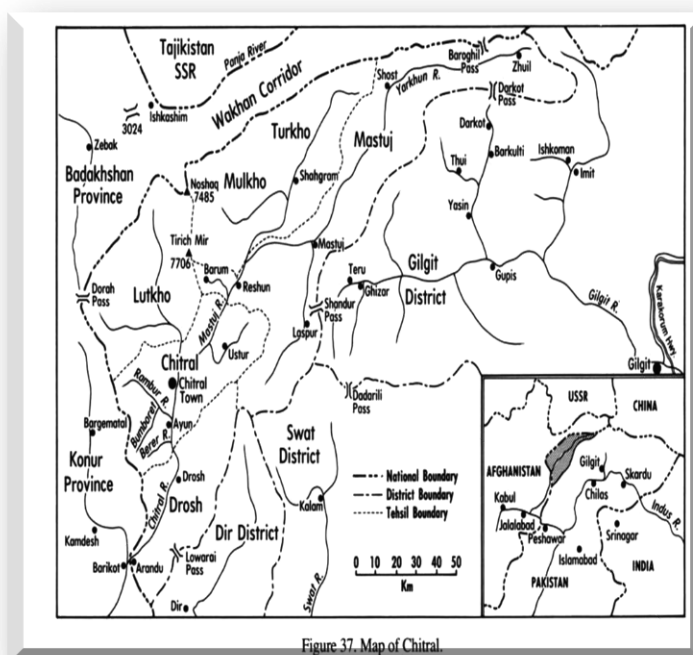 Tajikistan
SSR
Panja River
Baroghil
Pass
Zhuil
Shost
Yarkhun R.
Wakhan Corridor
Darkot
Pass
3024
Ishkashim
Turkho
Mastuj
Darkot
Zebak
Barkulti
Ishkoman
Thui
Imit
Badakhshan
Province
Noshaq
7485
Mulkho
Shahgram
Yasin
Tirich Mir
7706
Mastuj
Barum
Reshun
Teru
Ghizar
Gilgit
District
Gupis
Dorah
Pass
Lutkho
Mastuj R.
Shandur
Pass
Gilgit R.
Karakorum Hwy.
Laspur
Ustur
Gilgit
Chitral
Chitral
Town
Rambur R.
Bumboret
Berer R.
Ayun
Dadarili
Pass
Bargematal
Swat
District
Konur
Province
Drosh
Drosh
Chitral R.
Kalam
National Boundary
District Boundary
Tehsil Boundary
Kamdesh
Dir District
Lowarai
Pass
Barikot
Arandu
0 10 20 30 40 50
Km
Dir
Swat R.
USSR
CHINA
AFGHANISTAN
Gilgit
Skardu
Chilas
Kabul
Indus R.
Jalalabad
Peshawar
Srinagar
Islamabad
INDIA
PAKISTAN
Figure 37. Map of Chitral.